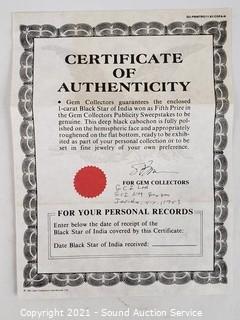 CERTIFICATE
OF
AUTHENTICITY
• Gem Collectors guarantees the enclosed
1-carat Black Star of India won as Fifth Prize in
the Gem Collectors Publicity Sweepstakes to be
genuine. This deep black cabochon is fully polish-
ed on the hemispheric face and appropriately
roughened on the flat bottom, ready to be exhib-
ited as part of your personal collection or to be
set in fine jewelry of your own preference.
FOR GEM COLLECTORS
FOR YOUR PERSONAL RECORDS
Enter below the date of receipt of the
Black Star of India covered by this Certificate:
Date Black Star of India received:
Copyright 2021 - Sound Auction Service